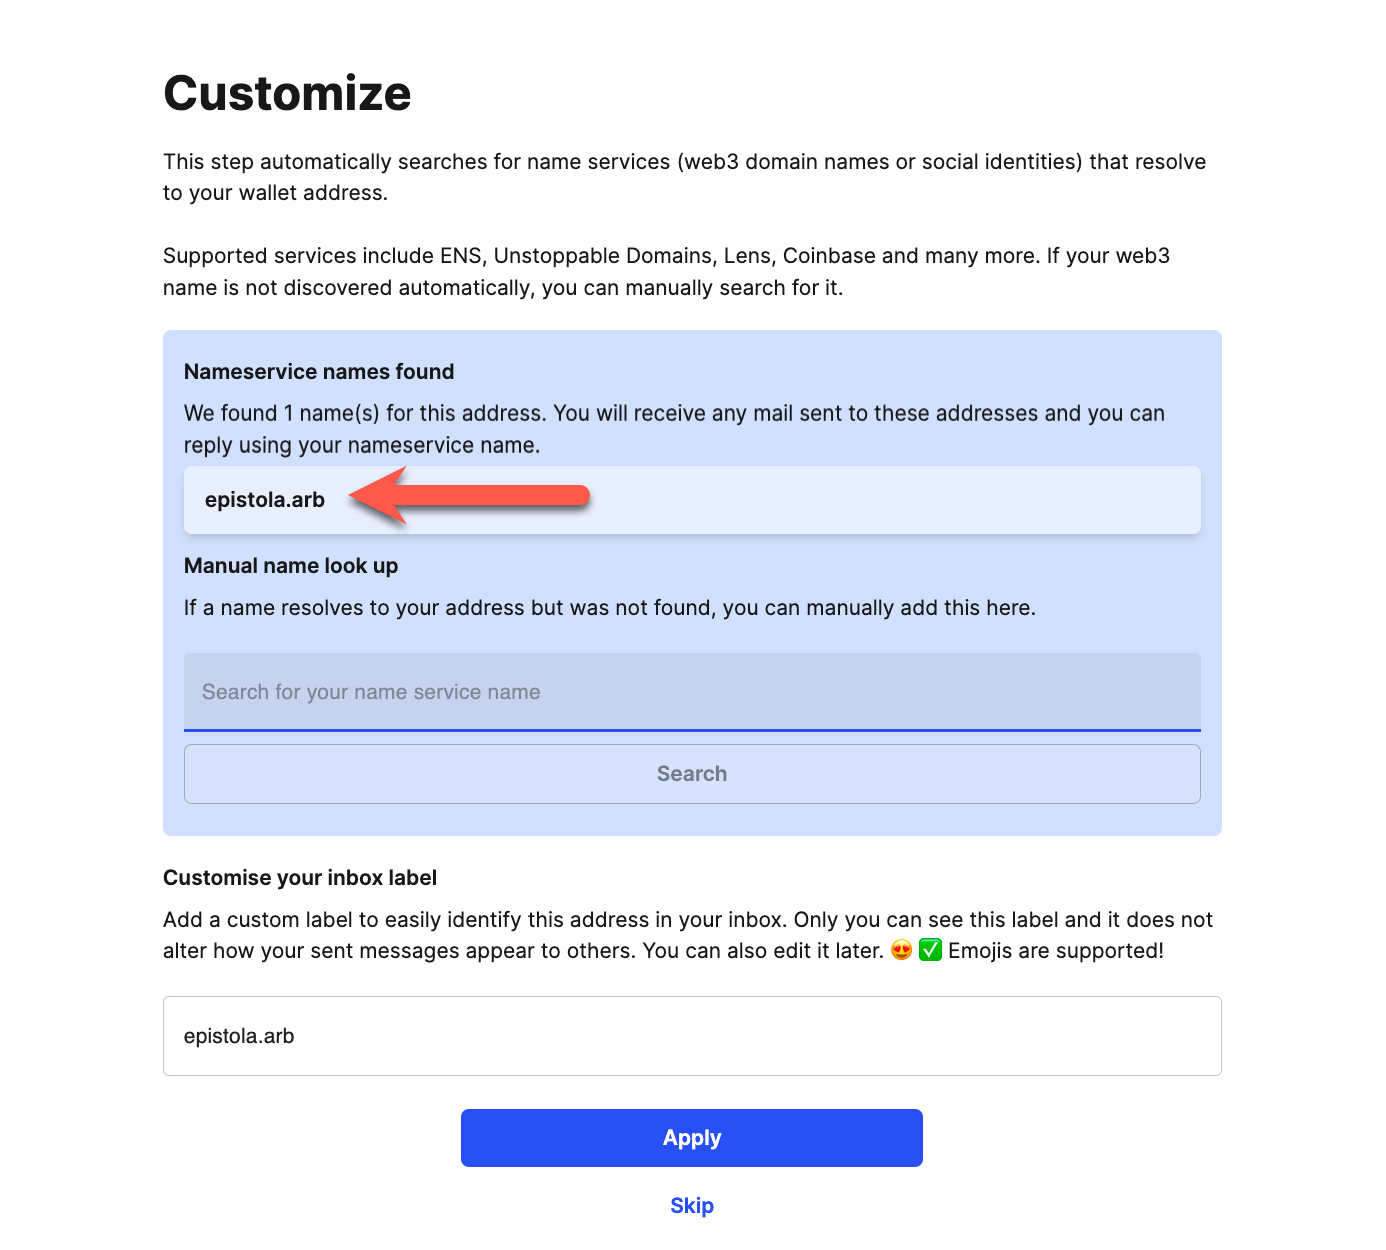 Customize
This step automatically searches for name services (web3 domain names or social identities) that resolve
to your wallet address.
Supported services include ENS, Unstoppable Domains, Lens, Coinbase and many more. If your web3
name is not discovered automatically, you can manually search for it.
Nameservice names found
We found 1 name(s) for this address. You will receive any mail sent to these addresses and you can
reply using your nameservice name.
epistola.arb
Manual name look up
If a name resolves to your address but was not found, you can manually add this here.
Search for your name service name
Search
Customise your inbox label
Add a custom label to easily identify this address in your inbox. Only you can see this label and it does not
alter how your sent messages appear to others. You can also edit it later. 😍 ✅ Emojis are supported!
epistola.arb
Apply
Skip